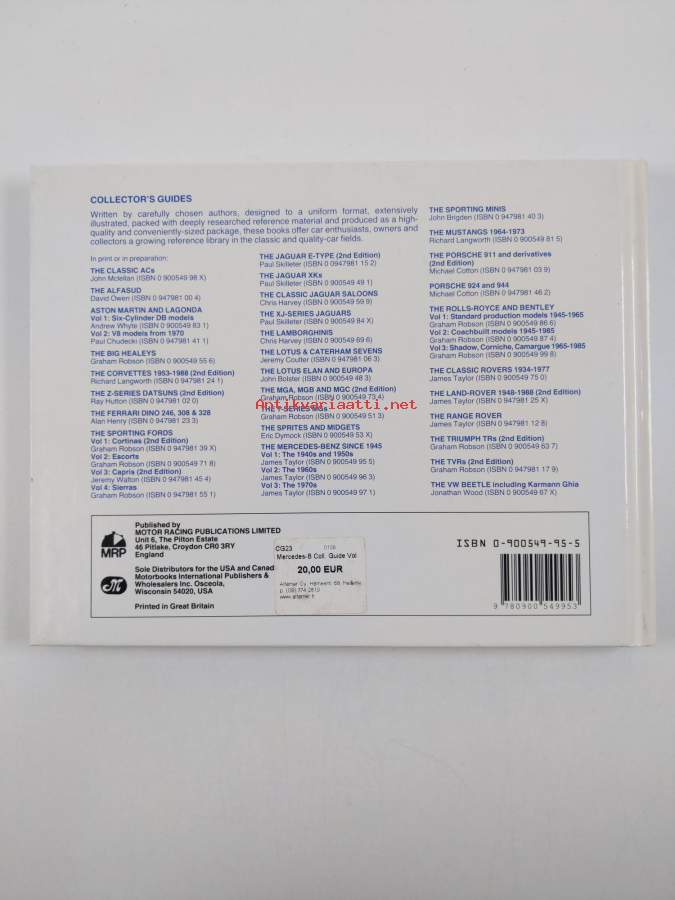 COLLECTOR'S GUIDES
Written by carefully chosen authors, designed to a uniform format, extensively
illustrated, packed with deeply researched reference material and produced as a high-
quality and conveniently-sized package, these books offer car enthusiasts, owners and
collectors a growing reference library in the classic and quality-car fields.
In print or in preparation:
THE CLASSIC ACs
John Mclellan (ISBN 0 900549 98 X)
THE ALFASUD
David Owen (ISBN 0 947981 00 4)
ASTON MARTIN AND LAGONDA
Vol 1: Six-Cylinder DB models
Andrew Whyte (ISBN 0 900549 83 1)
Vol 2: V8 models from 1970
Paul Chudecki (ISBN 0 947981 41 1)
THE BIG HEALEYS
Graham Robson (ISBN 0 900549 55 6)
THE CORVETTES 1953-1988 (2nd Edition)
Richard Langworth (ISBN 0 947981 24 1)
THE Z-SERIES DATSUNS (2nd Edition)
Ray Hutton (ISBN 0 947981 02 0)
THE FERRARI DINO 246, 308 & 328
Alan Henry (ISBN 0 947981 23 3)
THE SPORTING FORDS
Vol 1: Cortinas (2nd Edition)
Graham Robson (ISBN 0 947981 39 X)
Vol 2: Escorts
Graham Robson (ISBN 0 900549 71 8)
Vol 3: Capris (2nd Edition)
Jeremy Walton (ISBN 0 947981 45 4)
Vol 4: Sierras
Graham Robson (ISBN 0 947981 55 1)
THE JAGUAR E-TYPE (2nd Edition)
Paul Skilleter (ISBN 0 0947981 15 2)
THE JAGUAR XKs
Paul Skilleter (ISBN 0 900549 49 1)
THE CLASSIC JAGUAR SALOONS
Chris Harvey (ISBN 0 900549 59 9)
THE XJ-SERIES JAGUARS
Paul Skilleter (ISBN 0 900549 84 X)
THE LAMBORGHINIS
Chris Harvey (ISBN 0 900549 69 6)
THE LOTUS & CATERHAM SEVENS
Jeremy Coulter (ISBN 0 947981 06 3)
THE LOTUS ELAN AND EUROPA
John Bolster (ISBN 0 900549 48 3)
THE MGA, MGB AND MGC (2nd Edition)
Graham Robson (ISBN 0 900549 73 4)
Antikvariaatti.net
THE T-SERIES MGs
Graham Robson (ISBN 0 900549 51 3)
THE SPRITES AND MIDGETS
Eric Dymock (ISBN 0 900549 53 X)
THE MERCEDES-BENZ SINCE 1945
Vol 1: The 1940s and 1950s
James Taylor (ISBN 0 900549 95 5)
Vol 2: The 1960s
James Taylor (ISBN 0 900549 96 3)
Vol 3: The 1970s
James Taylor (ISBN 0 900549 97 1)
THE SPORTING MINIS
John Brigden (ISBN 0 947981 40 3)
THE MUSTANGS 1964-1973
Richard Langworth (ISBN 0 900549 81 5)
THE PORSCHE 911 and derivatives
(2nd Edition)
Michael Cotton (ISBN 0 947981 03 9)
PORSCHE 924 and 944
Michael Cotton (ISBN 0 947981 46 2)
THE ROLLS-ROYCE AND BENTLEY
Vol 1: Standard production models 1945-1965
Graham Robson (ISBN 0 900549 86 6)
Vol 2: Coachbuilt models 1945-1985
Graham Robson (ISBN 0 900549 87 4)
Vol 3: Shadow, Corniche, Camargue 1965-1985
Graham Robson (ISBN 0 900549 99 8)
THE CLASSIC ROVERS 1934-1977
James Taylor (ISBN 0 900549 75 0)
THE LAND-ROVER 1948-1988 (2nd Edition)
James Taylor (ISBN 0 947981 25 X)
THE RANGE ROVER
James Taylor (ISBN 0 947981 12 8)
THE TRIUMPH TRs (2nd Edition)
Graham Robson (ISBN 0 947981 63 7)
THE TVRs (2nd Edition)
Graham Robson (ISBN 0 947981 17 9)
THE VW BEETLE including Karmann Ghia
Jonathan Wood (ISBN 0 900549 67 X)
MRP
Published by
MOTOR RACING PUBLICATIONS LIMITED
Unit 6, The Pilton Estate
46 Pitlake, Croydon CR0 3RY
England
Sole Distributors for the USA and Canad
Motorbooks International Publishers &
Wholesalers Inc. Osceola,
Wisconsin 54020, USA
Printed in Great Britain
CG23
Mercedes-B Coll. Guide Vol
20,00 EUR
ISBN 0-900549-95-5
9 780900 549953